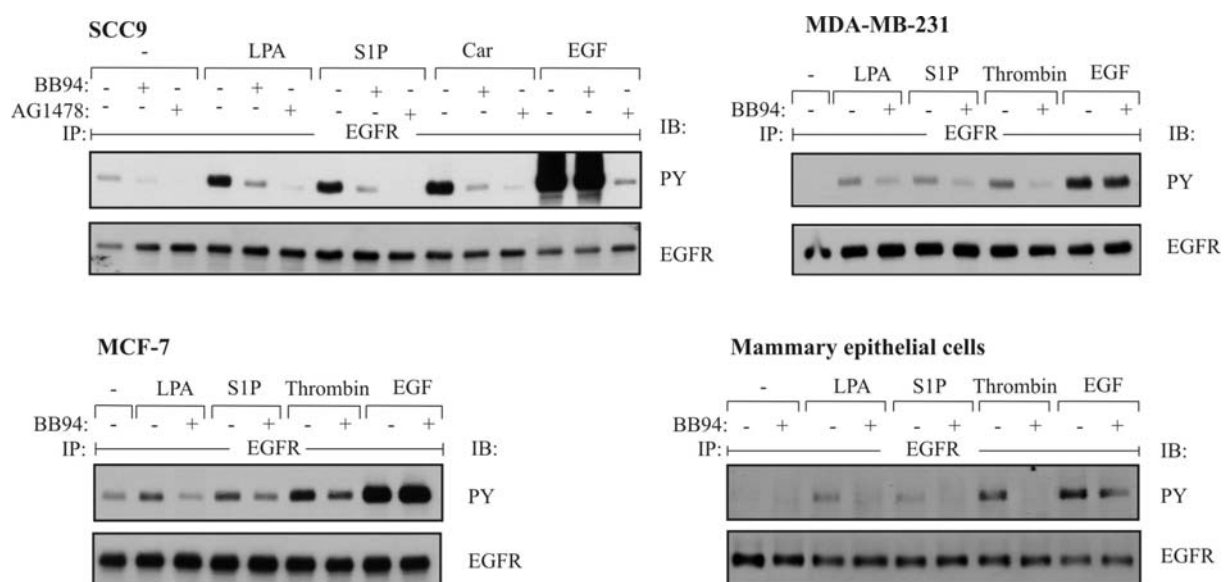 SCC9
- LPA S1P Car EGF
BB94: - + - - + - - + - - + - - + -
AG1478: - - + - - + - - + - - + - - +
IP: EGFR IB:
PY
EGFR
MDA-MB-231
- LPA S1P Thrombin EGF
BB94: - - + - + - + - +
IP: EGFR IB:
PY
EGFR
MCF-7
- LPA S1P Thrombin EGF
BB94: - - + - + - + - +
IP: EGFR IB:
PY
EGFR
Mammary epithelial cells
- LPA S1P Thrombin EGF
BB94: - + - + - + - + - +
IP: EGFR IB:
PY
EGFR